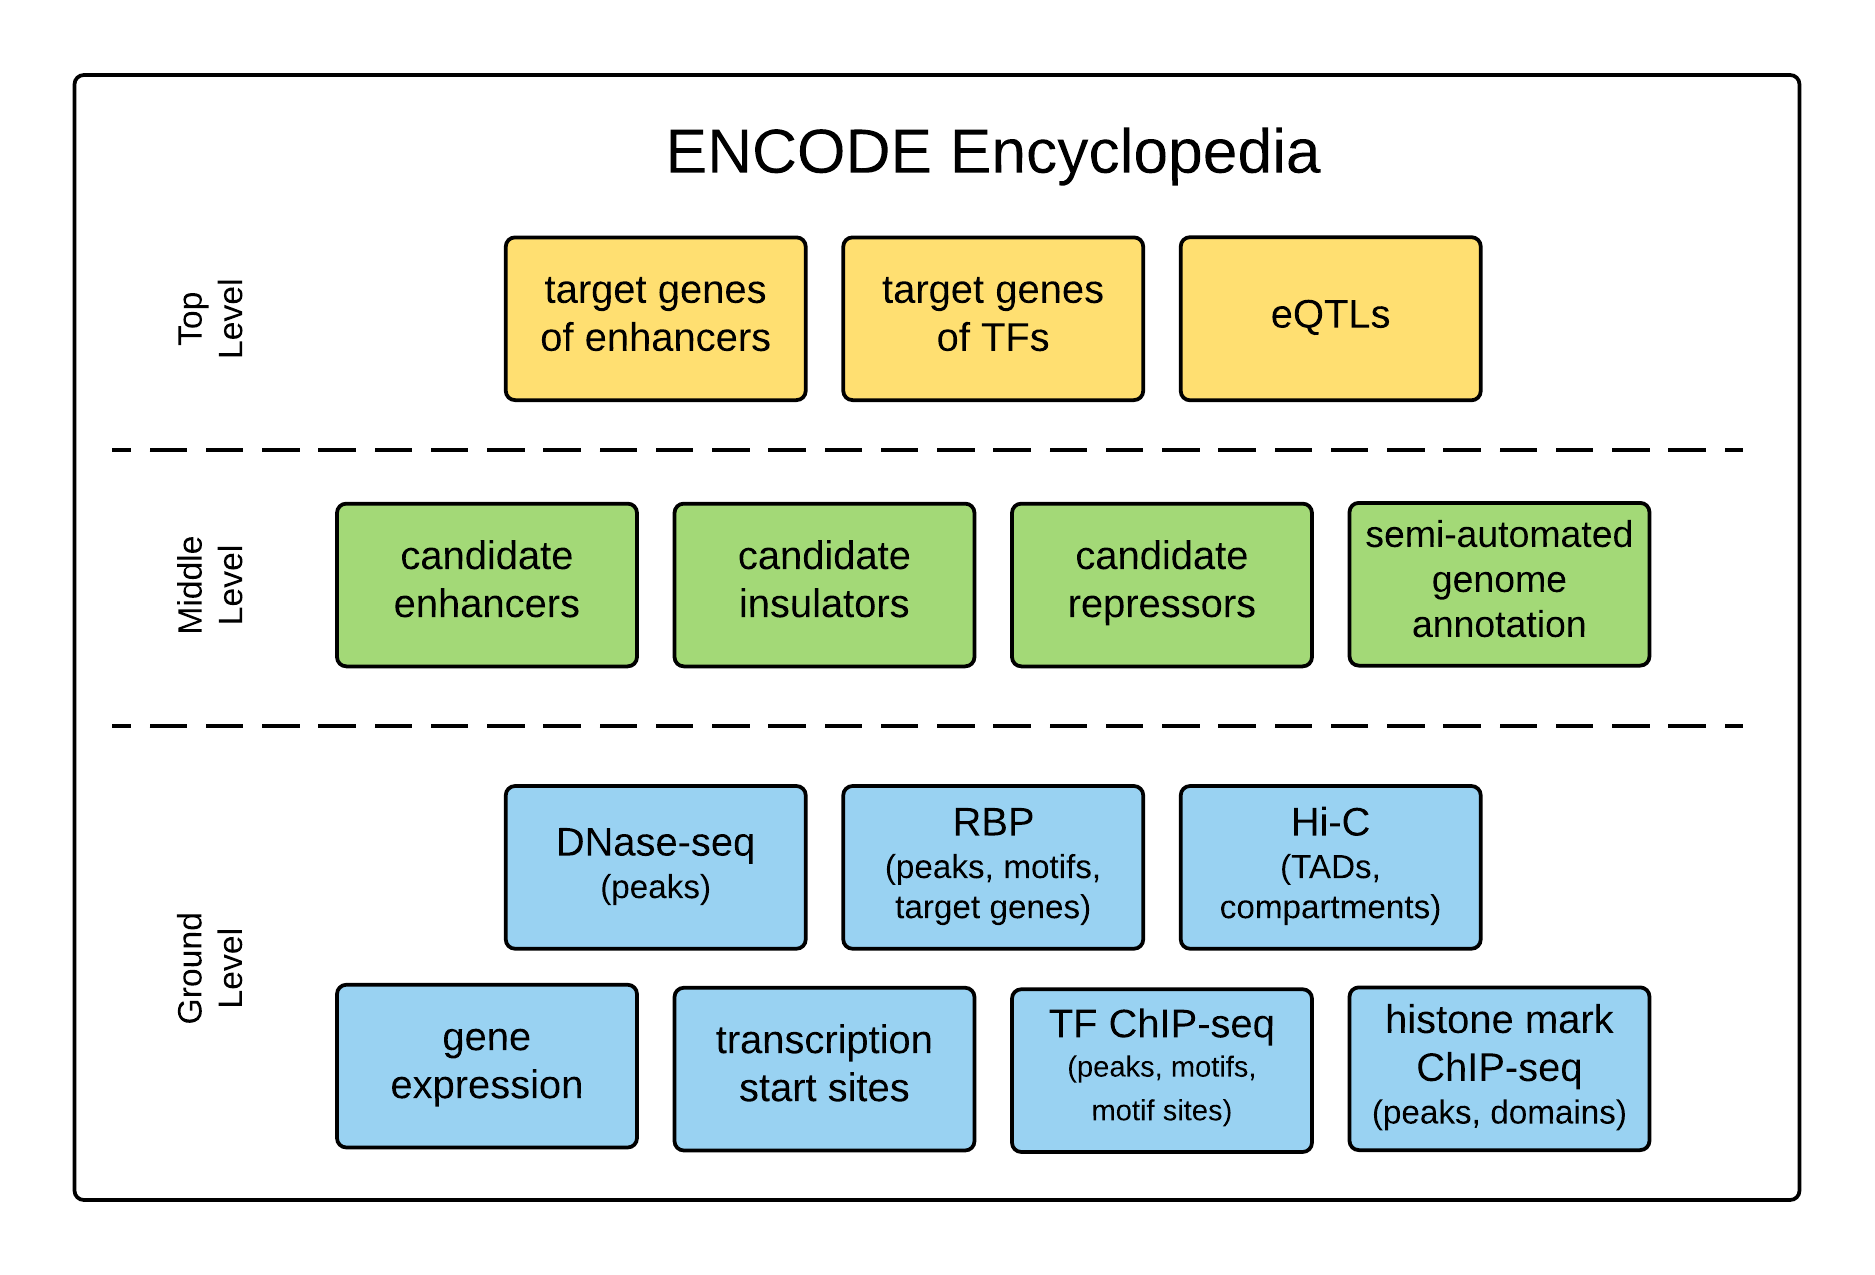 ENCODE Encyclopedia
Top
Level
target genes
of enhancers
target genes
of TFs
eQTLs
Middle
Level
candidate
enhancers
candidate
insulators
candidate
repressors
semi-automated
genome
annotation
Ground
Level
DNase-seq
(peaks)
RBP
(peaks, motifs,
target genes)
Hi-C
(TADs,
compartments)
gene
expression
transcription
start sites
TF ChIP-seq
(peaks, motifs,
motif sites)
histone mark
ChIP-seq
(peaks, domains)